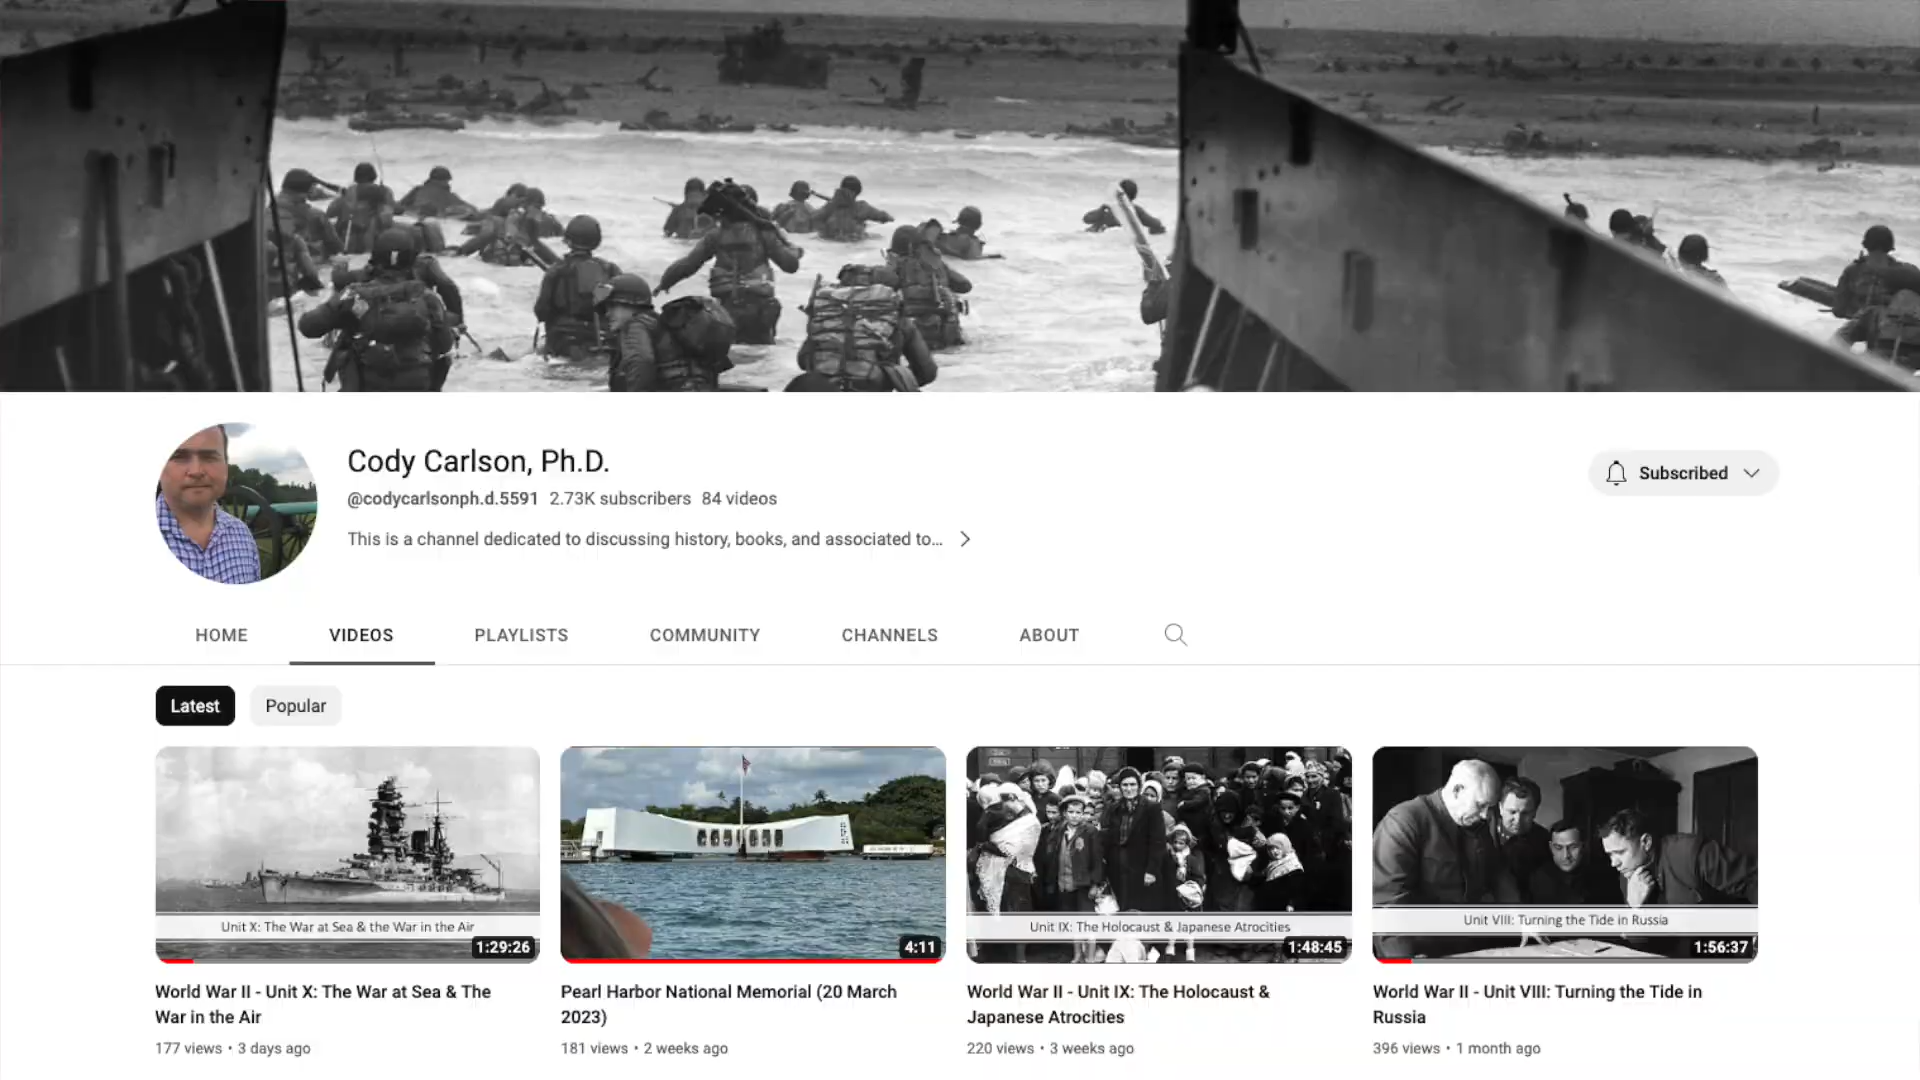 Cody Carlson, Ph.D.
@codycarlsonph.d.5591 2.73K subscribers 84 videos
Subscribed
This is a channel dedicated to discussing history, books, and associated to...
HOME VIDEOS PLAYLISTS COMMUNITY CHANNELS ABOUT
Latest Popular
Unit X: The War at Sea & the War in the Air
1:29:26
4:11
Unit IX: The Holocaust & Japanese Atrocities
1:48:45
Unit VIII: Turning the Tide in Russia
1:56:37
World War II - Unit X: The War at Sea & The
War in the Air
177 views • 3 days ago
Pearl Harbor National Memorial (20 March
2023)
181 views • 2 weeks ago
World War II - Unit IX: The Holocaust &
Japanese Atrocities
220 views • 3 weeks ago
World War II - Unit VIII: Turning the Tide in
Russia
396 views • 1 month ago